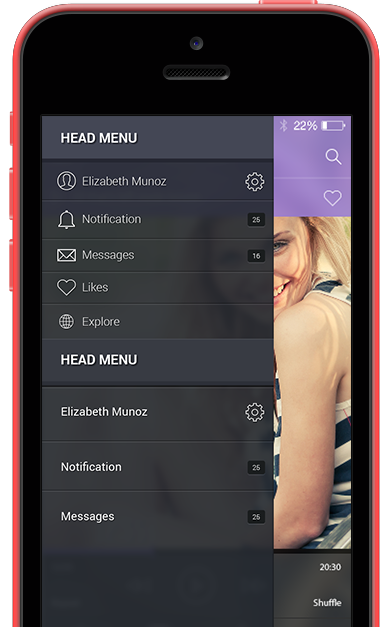 HEAD MENU
22%
Elizabeth Munoz
Notification 25
Messages 16
Likes
Explore
HEAD MENU
Elizabeth Munoz
Notification 25
Messages 25
20:30
Shuffle